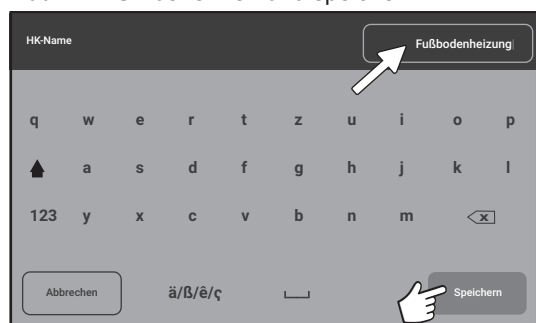 HK-Name
Fußbodenheizung
q w e r t z u i o p
a s d f g h j k l
123 y x c v b n m x
Abbrechen ä/ß/ê/ç Speichern